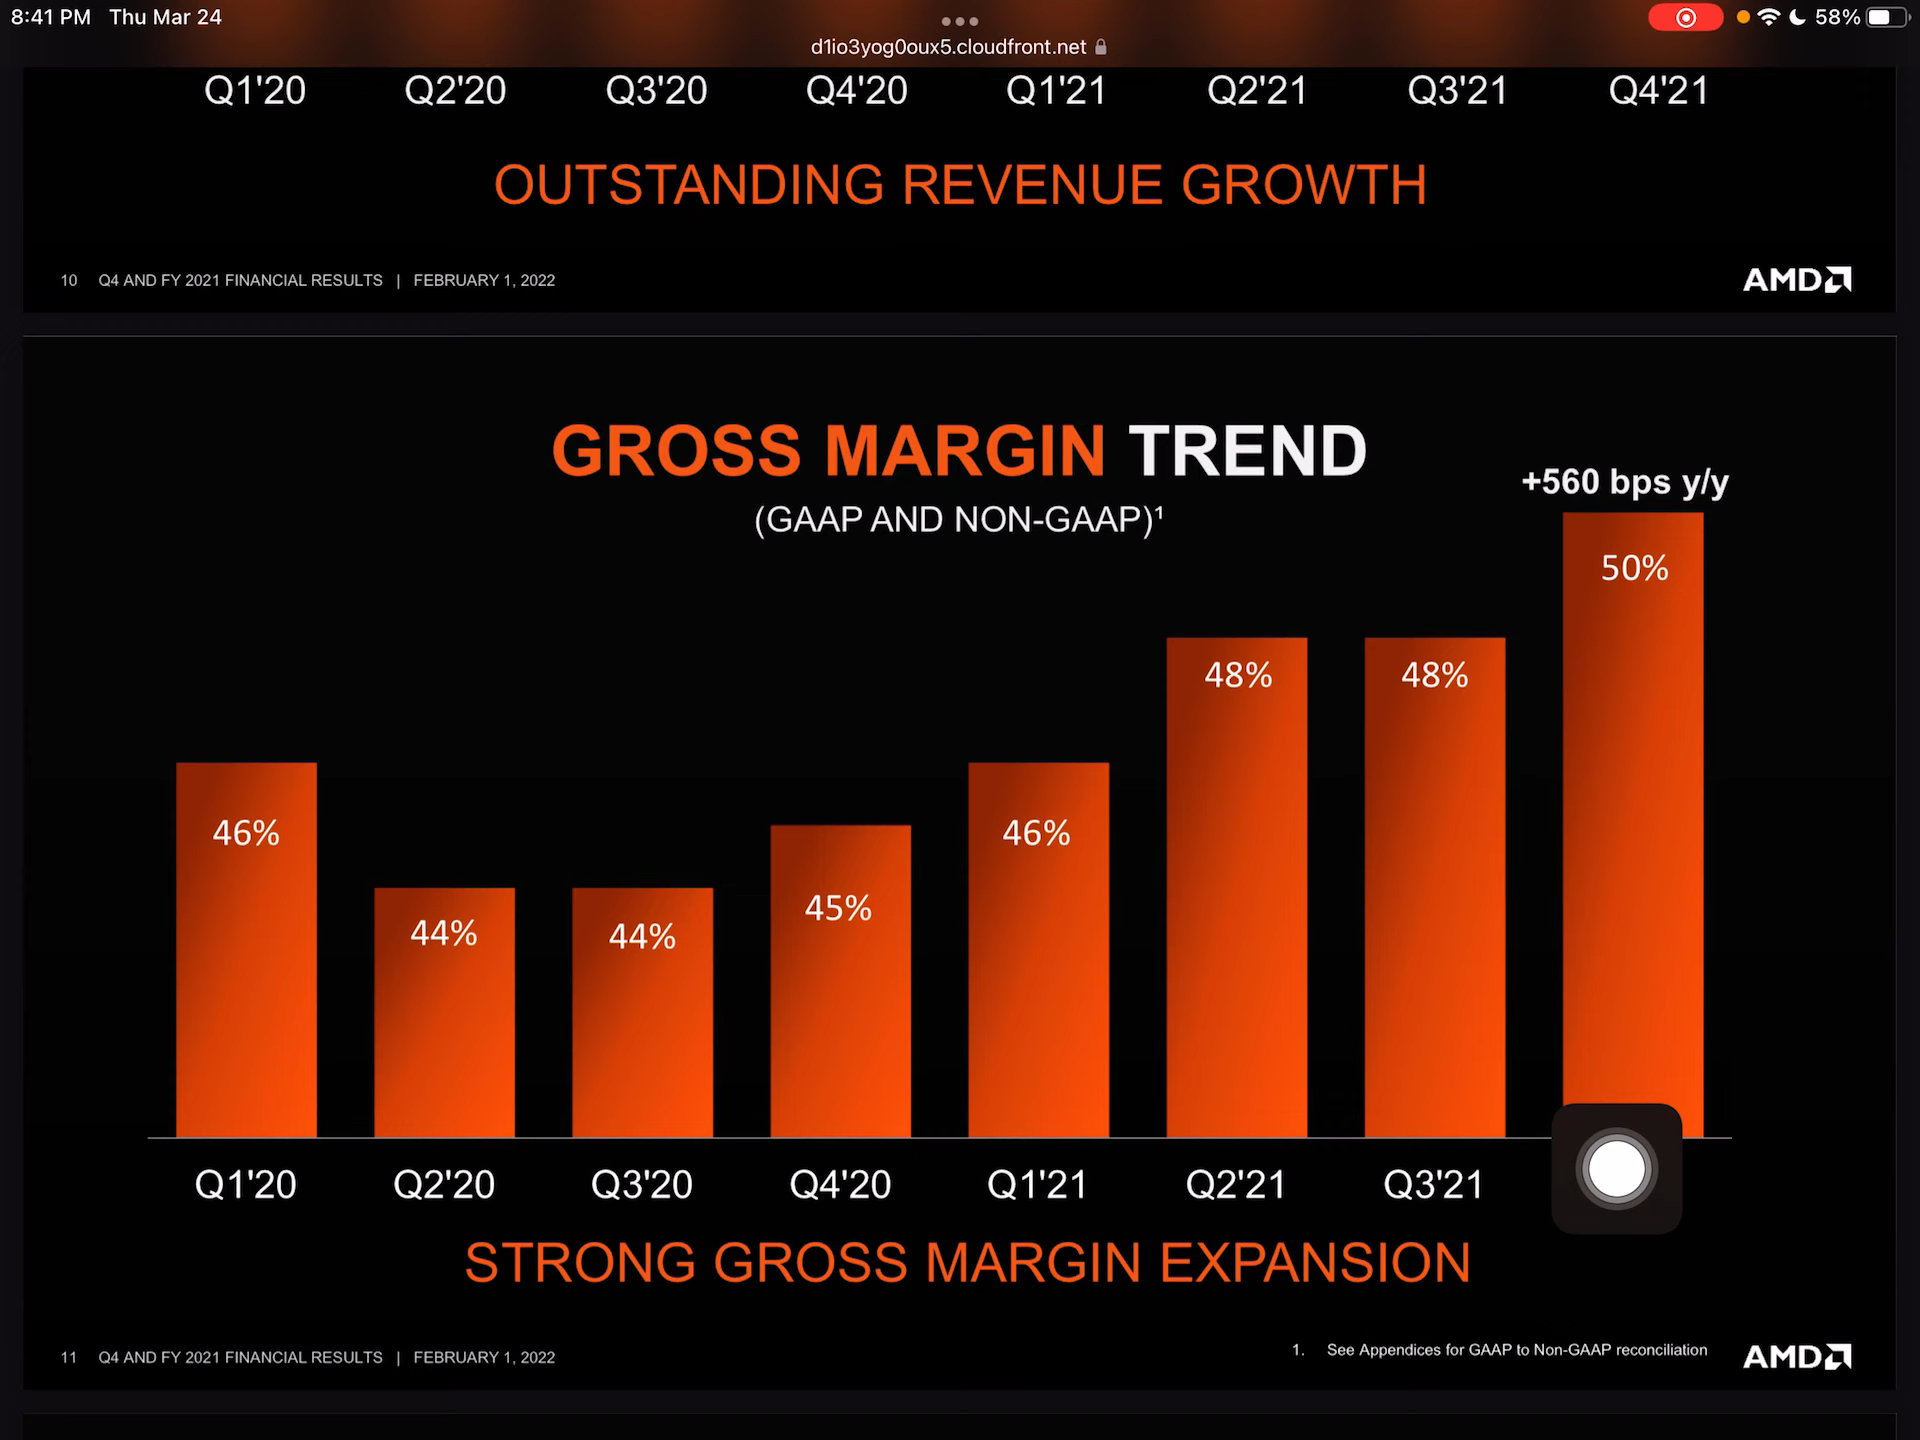 8:41 PM Thu Mar 24
58%
d1io3yog0oux5.cloudfront.net
Q1'20 Q2'20 Q3'20 Q4'20 Q1'21 Q2'21 Q3'21 Q4'21
OUTSTANDING REVENUE GROWTH
10 Q4 AND FY 2021 FINANCIAL RESULTS | FEBRUARY 1, 2022
AMD
GROSS MARGIN TREND
(GAAP AND NON-GAAP)¹
+560 bps y/y
46% 44% 44% 45% 46% 48% 48% 50%
Q1'20 Q2'20 Q3'20 Q4'20 Q1'21 Q2'21 Q3'21
STRONG GROSS MARGIN EXPANSION
11 Q4 AND FY 2021 FINANCIAL RESULTS | FEBRUARY 1, 2022
1. See Appendices for GAAP to Non-GAAP reconciliation
AMD